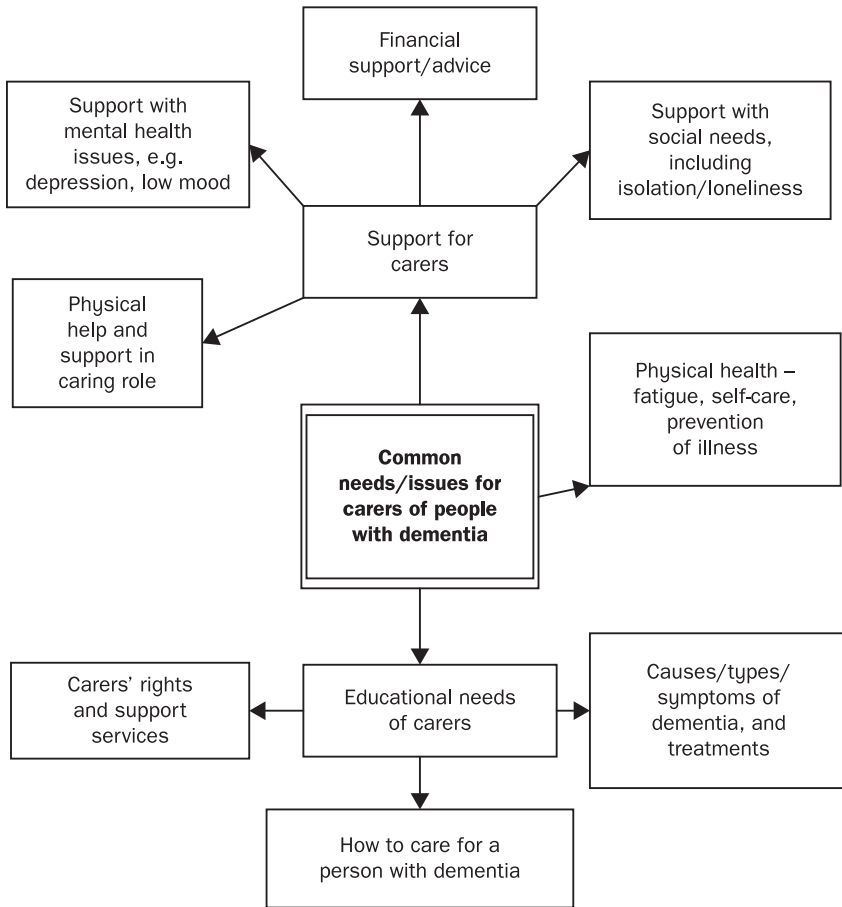 Financial
support/advice
Support with
mental health
issues, e.g.
depression, low mood
Support with
social needs,
including
isolation/loneliness
Support for
carers
Physical
help and
support in
caring role
Physical health –
fatigue, self-care,
prevention
of illness
Common
needs/issues for
carers of people
with dementia
Carers’ rights
and support
services
Educational needs
of carers
Causes/types/
symptoms of
dementia, and
treatments
How to care for a
person with dementia